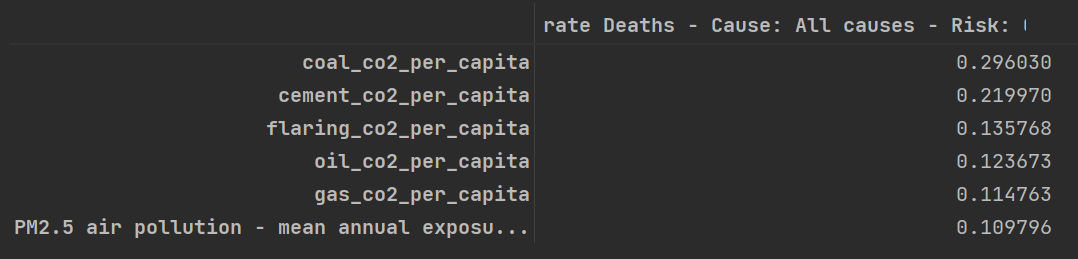 rate Deaths - Cause: All causes - Risk:
coal_co2_per_capita 0.296030
cement_co2_per_capita 0.219970
flaring_co2_per_capita 0.135768
oil_co2_per_capita 0.123673
gas_co2_per_capita 0.114763
PM2.5 air pollution - mean annual exposu... 0.109796